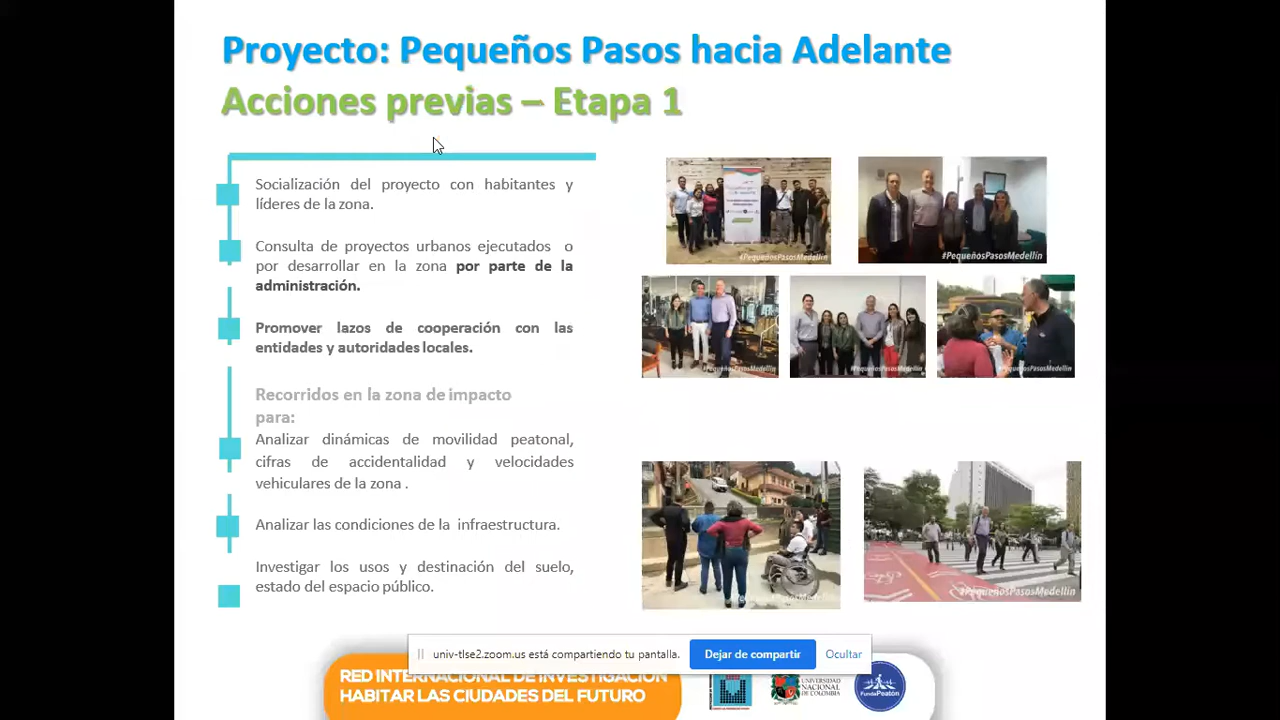 Proyecto: Pequeños Pasos hacia Adelante
Acciones previas – Etapa 1
Socialización del proyecto con habitantes y
líderes de la zona.
Consulta de proyectos urbanos ejecutados o
por desarrollar en la zona por parte de la
administración.
Promover lazos de cooperación con las
entidades y autoridades locales.
Recorridos en la zona de impacto
para:
Analizar dinámicas de movilidad peatonal,
cifras de accidentalidad y velocidades
vehiculares de la zona .
Analizar las condiciones de la infraestructura.
Investigar los usos y destinación del suelo,
estado del espacio público.
#PequeñosPasosMedellín
#PequeñosPasosMedellín
#PequeñosPasosMedellín
#PequeñosPasosMedellín
#PequeñosPasosMedellín
#PequeñosPasosMedellín
#PequeñosPasosMedellín
univ-tlse2.zoom.us está compartiendo tu pantalla.
Dejar de compartir
Ocultar
RED INTERNACIONAL DE INVESTIGACIÓN
HABITAR LAS CIUDADES DEL FUTURO
UNIVERSIDAD
NACIONAL
DE COLOMBIA
FundaPeatón